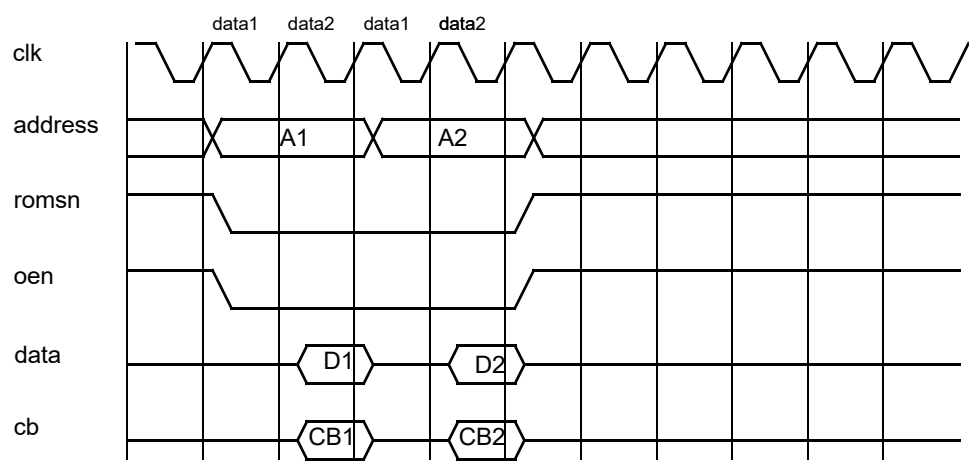 data1 data2 data1 data2
clk
address A1 A2
romsn
oen
data D1 D2
cb CB1 CB2